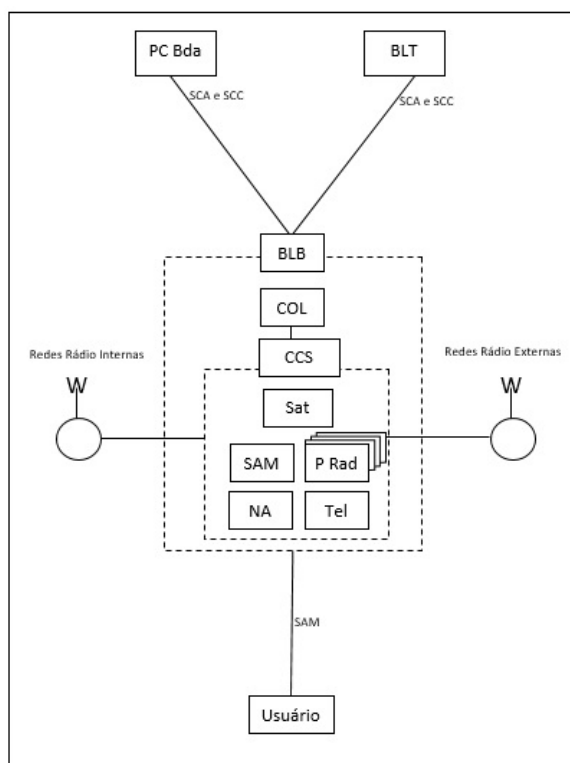 PC Bda
BLT
SCA e SCC
SCA e SCC
BLB
COL
Redes Rádio Internas
Redes Rádio Externas
CCS
W
W
Sat
SAM
P Rad
NA
Tel
SAM
Usuário